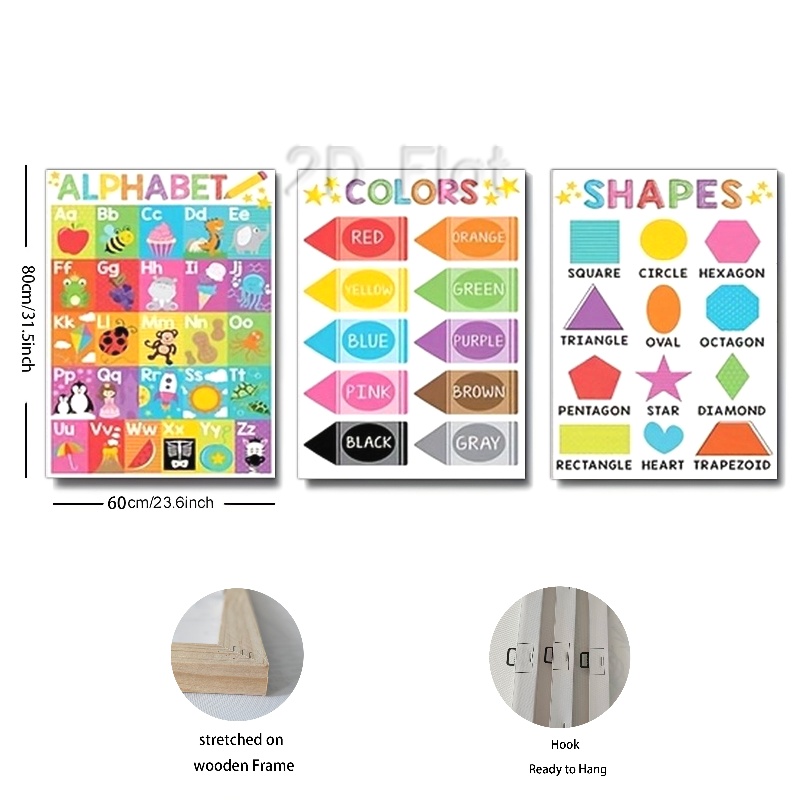 2D Flat
ALPHABET
Aa Bb Cc Dd Ee
Ff Gg Hh Ii Jj
Kk Ll Mm Nn Oo
Pp Qq Rr Ss Tt
Uu Vv Ww Xx Yy Zz
COLORS
RED ORANGE
YELLOW GREEN
BLUE PURPLE
PINK BROWN
BLACK GRAY
SHAPES
SQUARE CIRCLE HEXAGON
TRIANGLE OVAL OCTAGON
PENTAGON STAR DIAMOND
RECTANGLE HEART TRAPEZOID
80cm/31.5inch
60cm/23.6inch
stretched on
wooden Frame
Hook
Ready to Hang